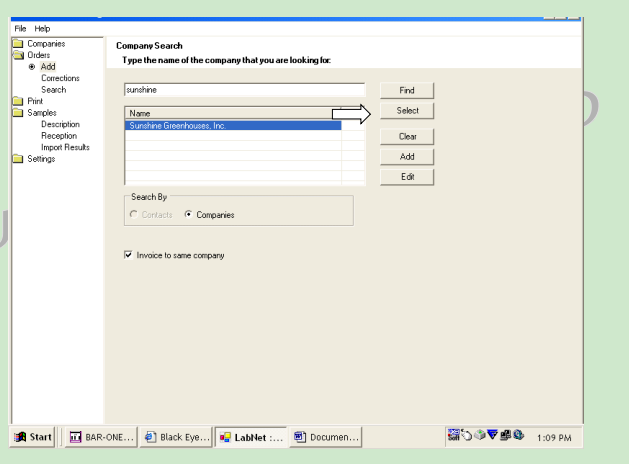 File Help
Companies
Orders
Add
Corrections
Search
Print
Samples
Description
Reception
Import Results
Settings
Company Search
Type the name of the company that you are looking for:
sunshine
Find
Name
Select
Sunshine Greenhouses, Inc.
Clear
Add
Edit
Search By
Contacts Companies
Invoice to same company
Start BAR-ONE... Black Eye... LabNet :... Documen... 1:09 PM